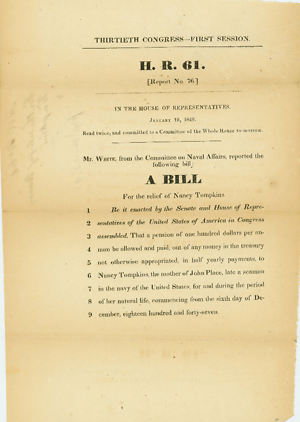 THIRTIETH CONGRESS—FIRST SESSION.
H. R. 61.
[Report No. 76.]
IN THE HOUSE OF REPRESENTATIVES.
January 19, 1848.
Read twice, and committed to a Committee of the Whole House to-morrow.
Mr. White, from the Committee on Naval Affairs, reported the
following bill:
A BILL
For the relief of Nancy Tompkins.
1 Be it enacted by the Senate and House of Repre-
2 sentatives of the United States of America in Congress
3 assembled, That a pension of one hundred dollars per an-
4 num be allowed and paid, out of any money in the treasury
5 not otherwise appropriated, in half yearly payments, to
6 Nancy Tompkins, the mother of John Place, late a seaman
7 in the navy of the United States, for and during the period
8 of her natural life, commencing from the sixth day of De-
9 cember, eighteen hundred and forty-seven.